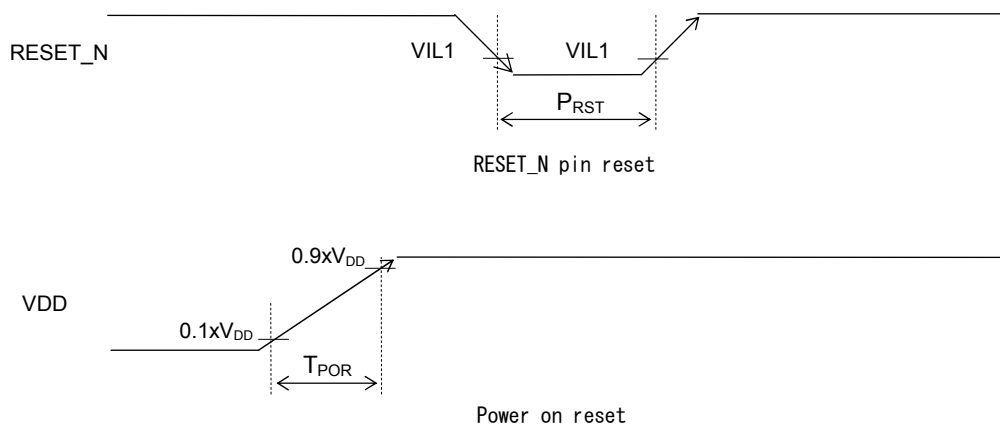 RESET_N
VIL1
VIL1
PRST
RESET_N pin reset
0.9xVDD
VDD
0.1xVDD
TPOR
Power on reset